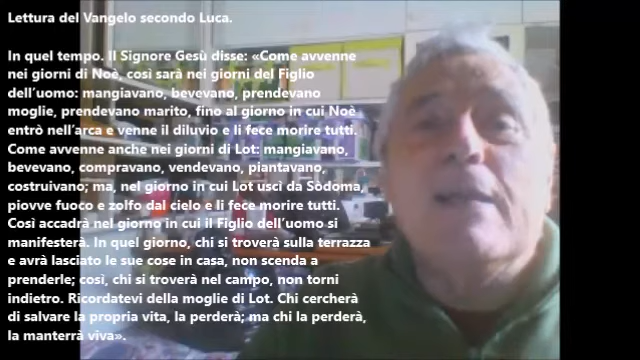 Lettura del Vangelo secondo Luca.
In quel tempo. Il Signore Gesù disse: «Come avvenne
nei giorni di Noè, così sarà nei giorni del Figlio
dell'uomo: mangiavano, bevevano, prendevano
moglie, prendevano marito, fino al giorno in cui Noè
entrò nell'arca e venne il diluvio e li fece morire tutti.
Come avvenne anche nei giorni di Lot: mangiavano,
bevevano, compravano, vendevano, piantavano,
costruivano; ma, nel giorno in cui Lot uscì da Sòdoma,
piovve fuoco e zolfo dal cielo e li fece morire tutti.
Così accadrà nel giorno in cui il Figlio dell'uomo si
manifesterà. In quel giorno, chi si troverà sulla terrazza
e avrà lasciato le sue cose in casa, non scenda a
prenderle; così, chi si troverà nel campo, non torni
indietro. Ricordatevi della moglie di Lot. Chi cercherà
di salvare la propria vita, la perderà; ma chi la perderà,
la manterrà viva».